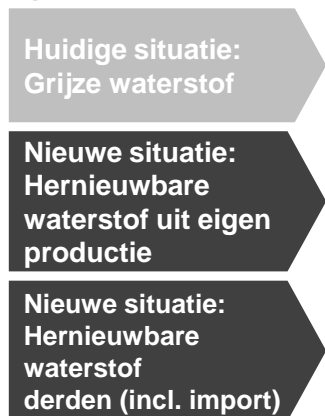 Huidige situatie:
Grijze waterstof
Nieuwe situatie:
Hernieuwbare
waterstof uit eigen
productie
Nieuwe situatie:
Hernieuwbare
waterstof
derden (incl. import)